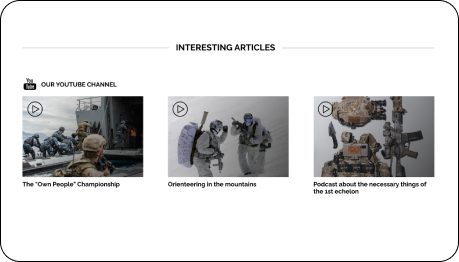 INTERESTING ARTICLES
You
Tube
OUR YOUTUBE CHANNEL
The "Own People" Championship
Orienteering in the mountains
Podcast about the necessary things of
the 1st echelon